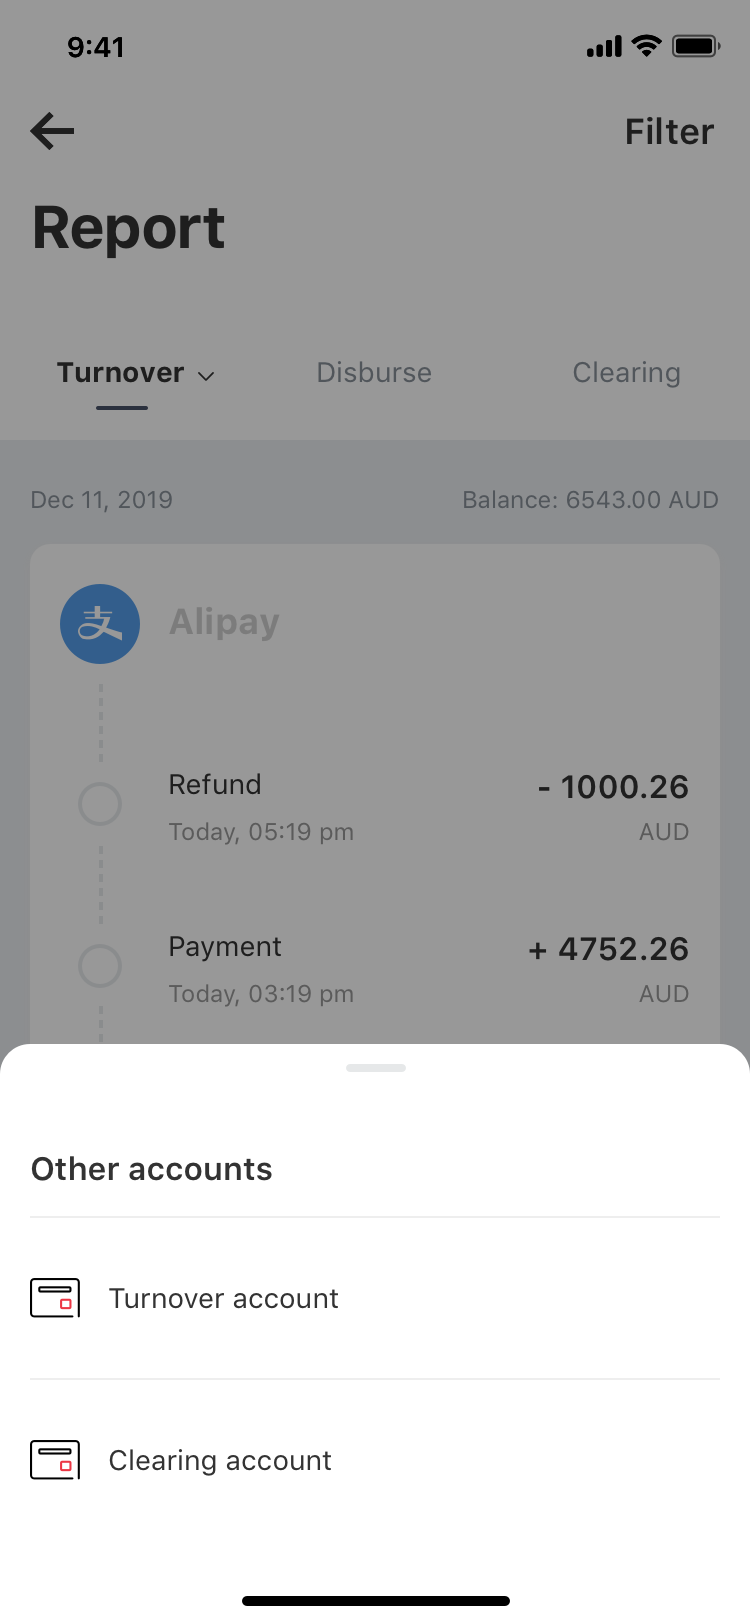 9:41
Filter
Report
Turnover Disburse Clearing
Dec 11, 2019 Balance: 6543.00 AUD
支 Alipay
Refund - 1000.26
Today, 05:19 pm AUD
Payment + 4752.26
Today, 03:19 pm AUD
Other accounts
Turnover account
Clearing account